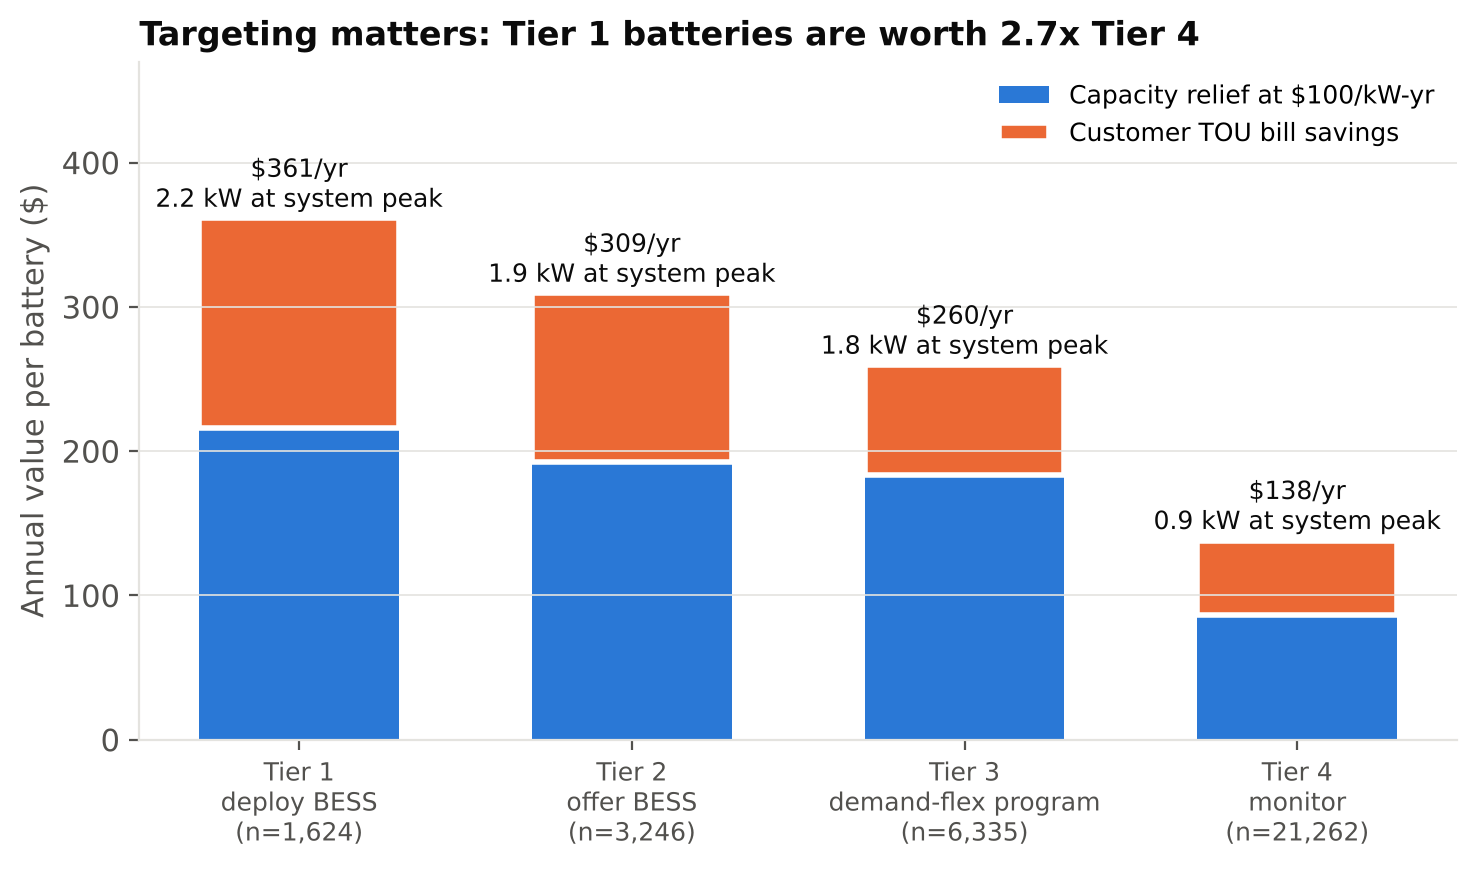 Targeting matters: Tier 1 batteries are worth 2.7x Tier 4
Capacity relief at $100/kW-yr
Customer TOU bill savings
Annual value per battery ($)
400
300
200
100
0
$361/yr
2.2 kW at system peak
$309/yr
1.9 kW at system peak
$260/yr
1.8 kW at system peak
$138/yr
0.9 kW at system peak
Tier 1
deploy BESS
(n=1,624)
Tier 2
offer BESS
(n=3,246)
Tier 3
demand-flex program
(n=6,335)
Tier 4
monitor
(n=21,262)